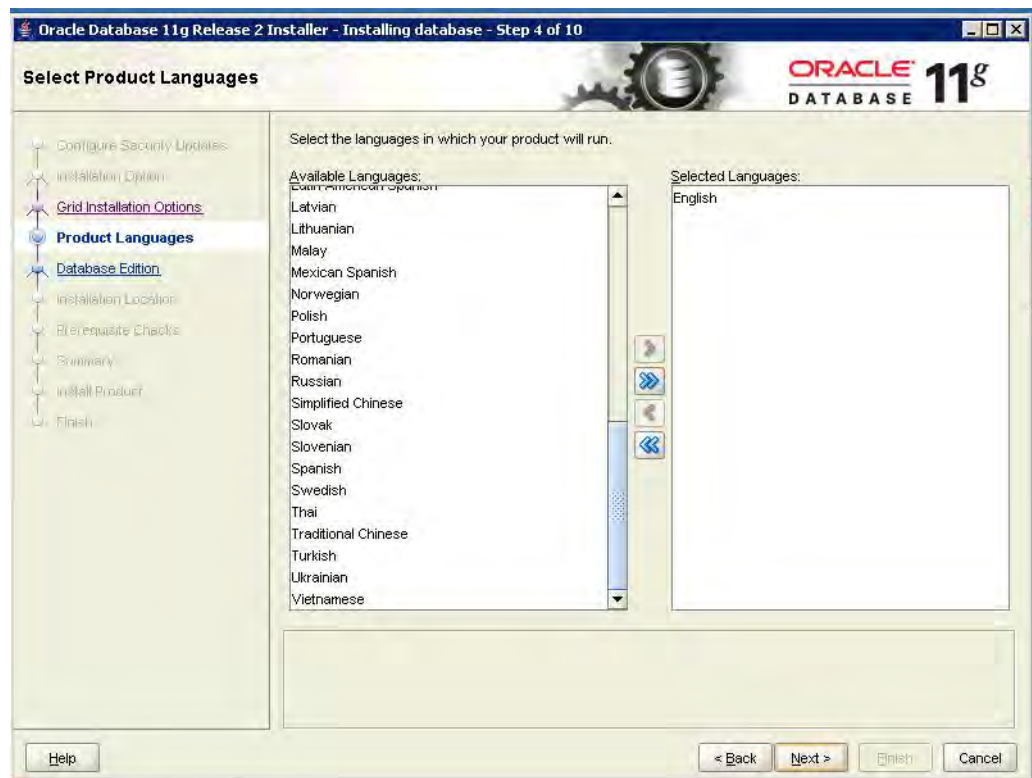 Oracle Database 11g Release 2 Installer - Installing database - Step 4 of 10
Select Product Languages
ORACLE
DATABASE
11g
Configure Security Updates
Installation Option
Grid Installation Options
Product Languages
Database Edition
Installation Location
Prerequisite Checks
Summary
Install Product
Finish
Select the languages in which your product will run.
Available Languages:
Latin American Spanish
Latvian
Lithuanian
Malay
Mexican Spanish
Norwegian
Polish
Portuguese
Romanian
Russian
Simplified Chinese
Slovak
Slovenian
Spanish
Swedish
Thai
Traditional Chinese
Turkish
Ukrainian
Vietnamese
Selected Languages:
English
Help
< Back
Next >
Finish
Cancel